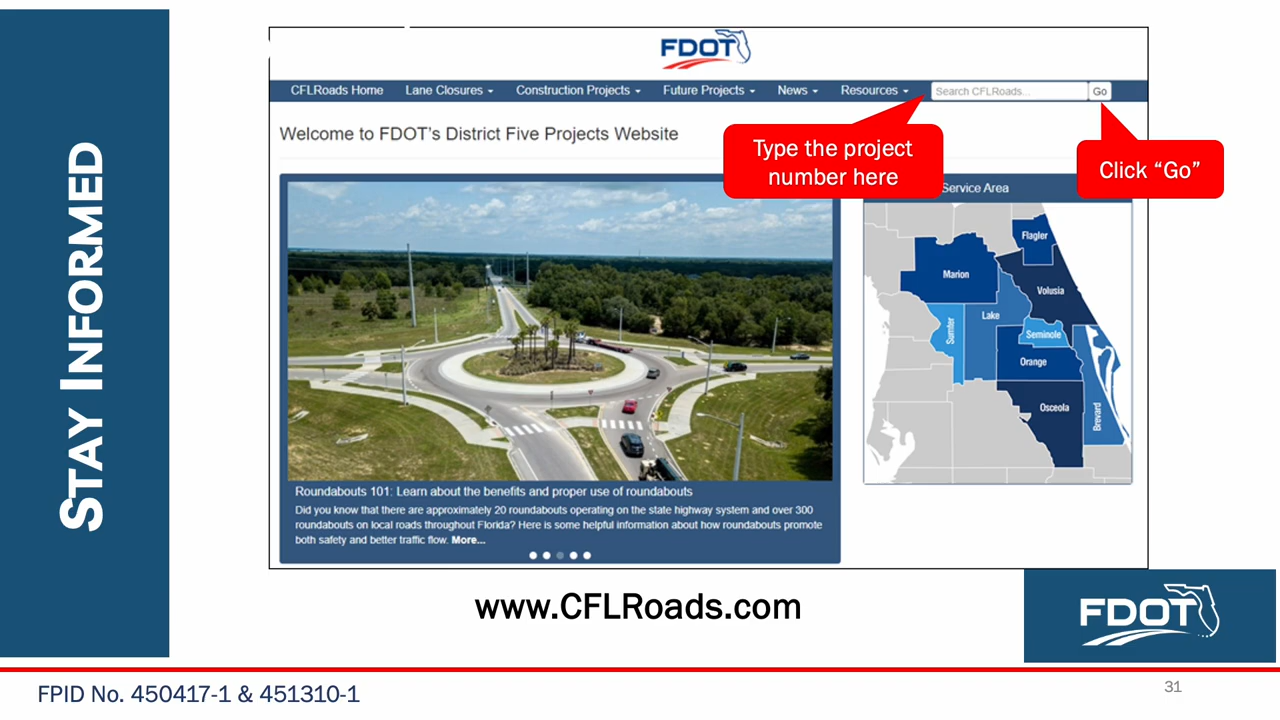 STAY INFORMED
FDOT
CFLRoads Home Lane Closures Construction Projects Future Projects News Resources Search CFLRoads... Go
Welcome to FDOT's District Five Projects Website
Type the project
number here
Click “Go”
Service Area
Flagler
Marion
Volusia
Lake
Sumter
Seminole
Orange
Osceola
Brevard
Roundabouts 101: Learn about the benefits and proper use of roundabouts
Did you know that there are approximately 20 roundabouts operating on the state highway system and over 300
roundabouts on local roads throughout Florida? Here is some helpful information about how roundabouts promote
both safety and better traffic flow. More...
www.CFLRoads.com
FDOT
FPID No. 450417-1 & 451310-1
31